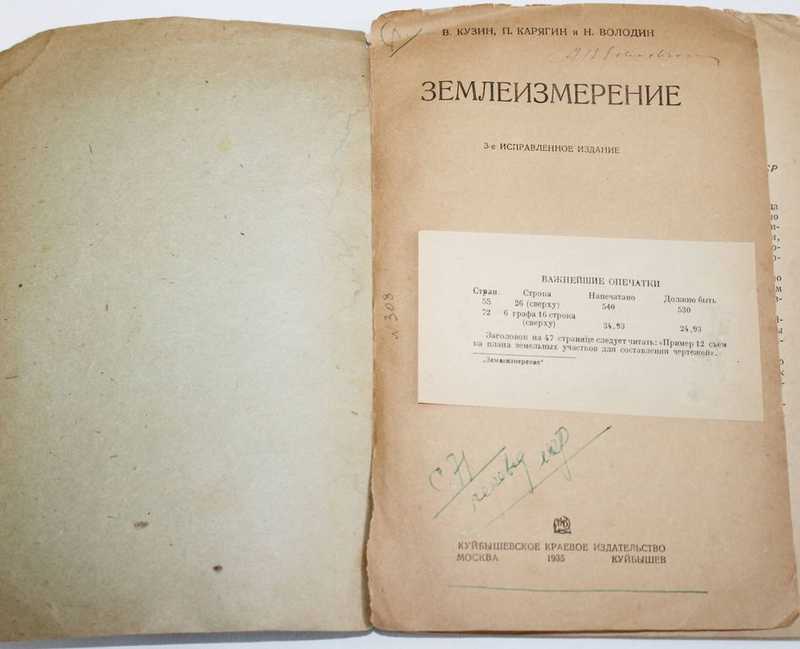 В. КУЗИН, П. КАРЯГИН и Н. ВОЛОДИН
ЗЕМЛЕИЗМЕРЕНИЕ
3-е ИСПРАВЛЕННОЕ ИЗДАНИЕ
ВАЖНЕЙШИЕ ОПЕЧАТКИ
Стран. Строка Напечатано Должно быть
55 26 (сверху) 540 530
72 6 графа 16 строка
(сверху) 34,93 24,93
Заголовок на 47 странице следует читать: «Пример 12 съем
ка плана земельных участков для составлении чертежей».
„Землеизмерение“
л 308
КУЙБЫШЕВСКОЕ КРАЕВОЕ ИЗДАТЕЛЬСТВО
МОСКВА 1935 КУЙБЫШЕВ